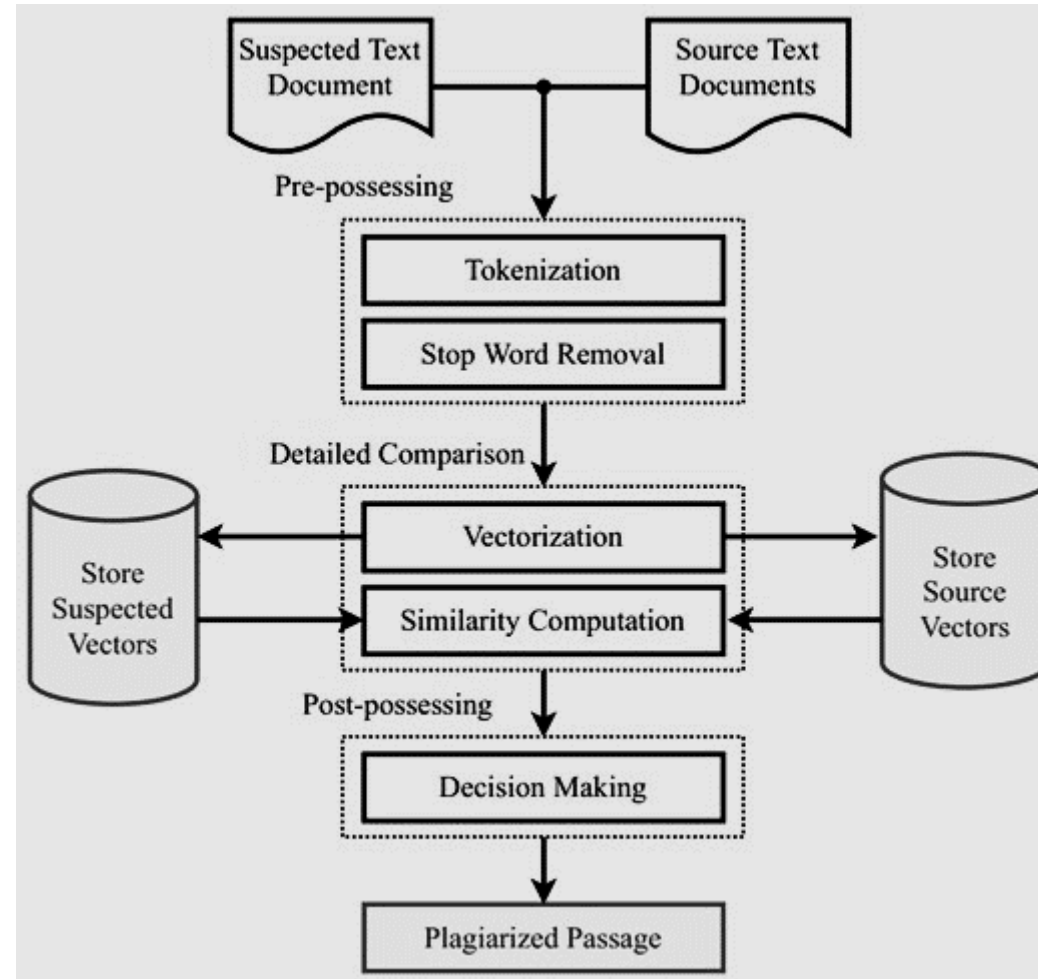 Suspected Text
Document
Source Text
Documents
Pre-possessing
Tokenization
Stop Word Removal
Detailed Comparison
Vectorization
Store
Suspected
Vectors
Store
Source
Vectors
Similarity Computation
Post-possessing
Decision Making
Plagiarized Passage